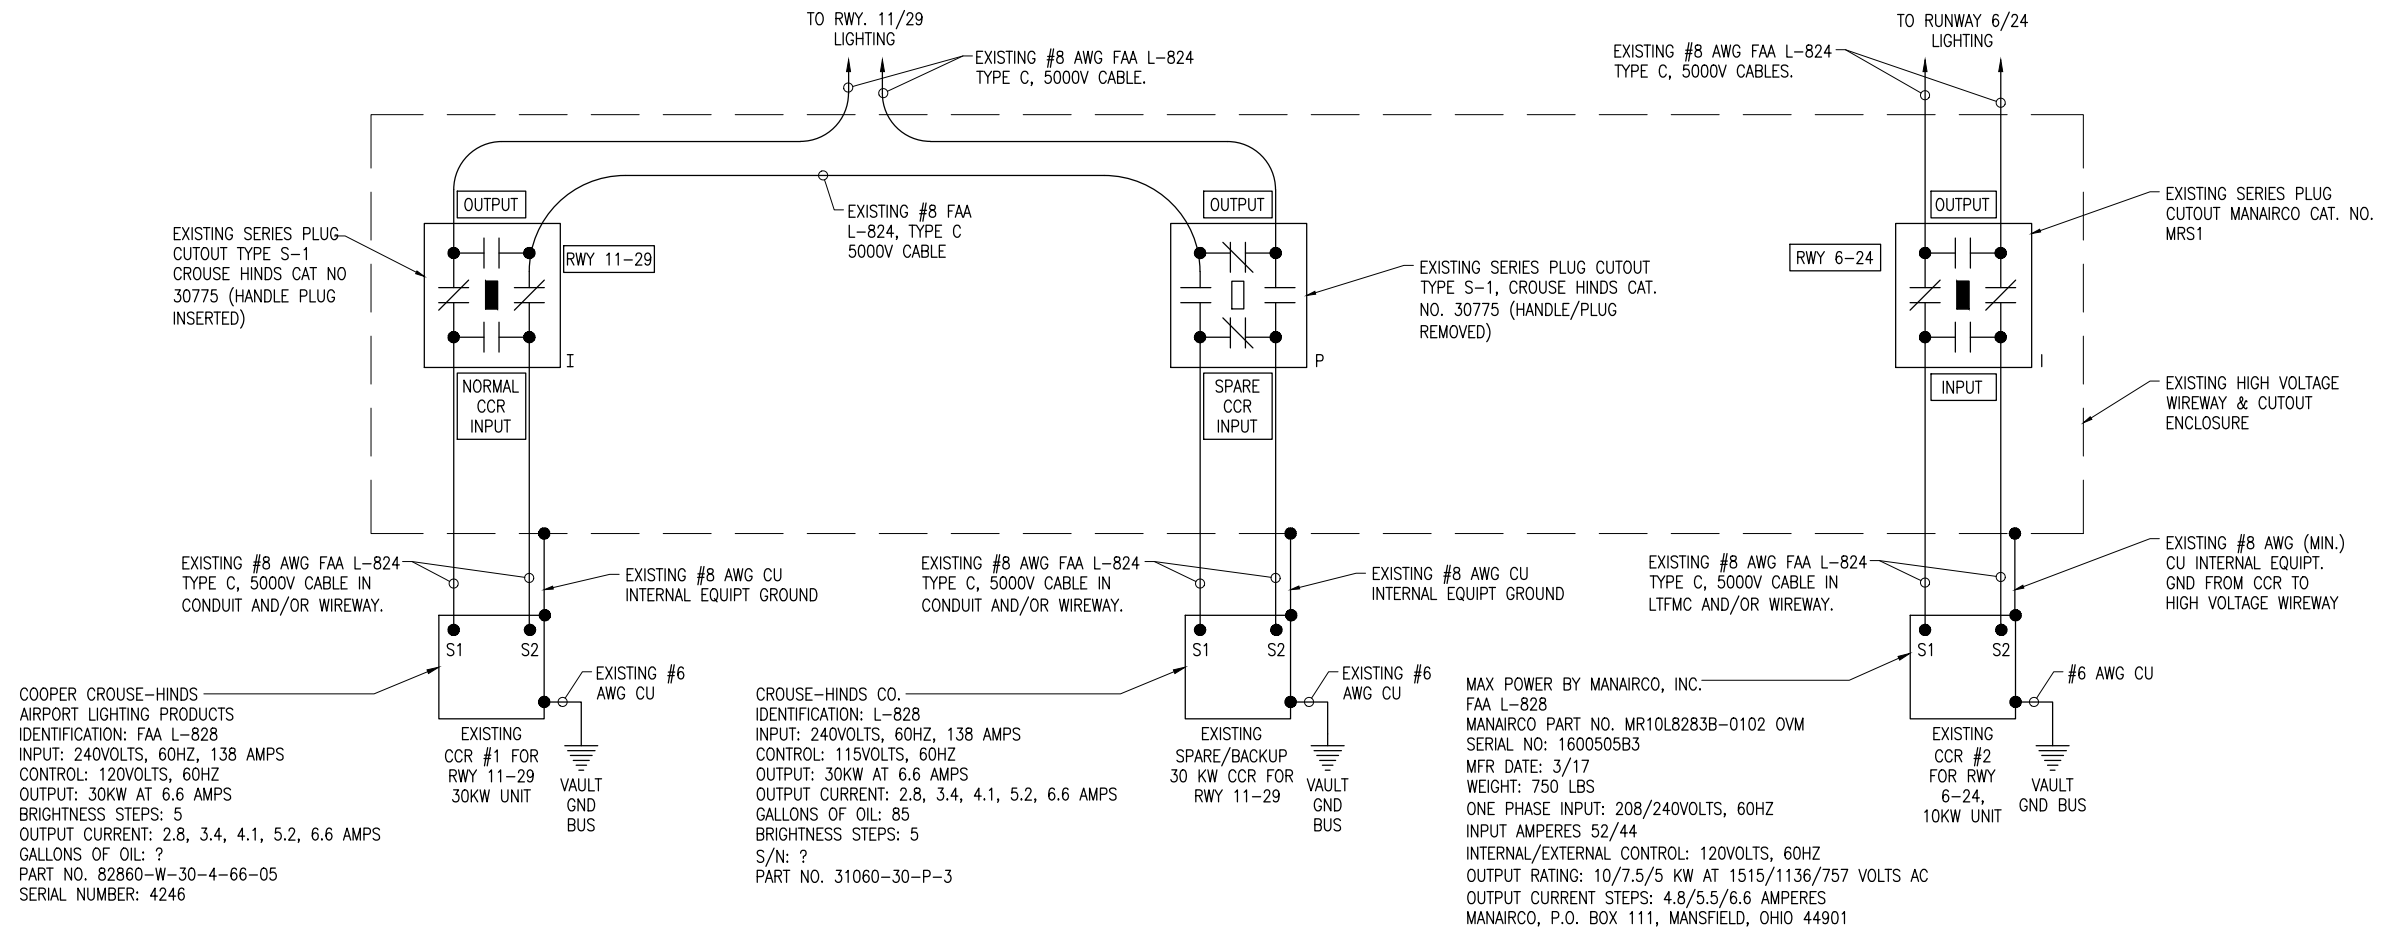 TO RWY. 11/29
LIGHTING
EXISTING #8 AWG FAA L-824
TYPE C, 5000V CABLE.
TO RUNWAY 6/24
LIGHTING
EXISTING #8 AWG FAA L-824
TYPE C, 5000V CABLES.
EXISTING SERIES PLUG
CUTOUT TYPE S-1
CROUSE HINDS CAT NO
30775 (HANDLE PLUG
INSERTED)
OUTPUT
RWY 11-29
I
NORMAL
CCR
INPUT
EXISTING #8 FAA
L-824, TYPE C
5000V CABLE
OUTPUT
P
SPARE
CCR
INPUT
EXISTING SERIES PLUG CUTOUT
TYPE S-1, CROUSE HINDS CAT.
NO. 30775 (HANDLE/PLUG
REMOVED)
OUTPUT
RWY 6-24
I
INPUT
EXISTING SERIES PLUG
CUTOUT MANAIRCO CAT. NO.
MRS1
EXISTING HIGH VOLTAGE
WIREWAY & CUTOUT
ENCLOSURE
EXISTING #8 AWG FAA L-824
TYPE C, 5000V CABLE IN
CONDUIT AND/OR WIREWAY.
EXISTING #8 AWG CU
INTERNAL EQUIPT GROUND
EXISTING #8 AWG FAA L-824
TYPE C, 5000V CABLE IN
CONDUIT AND/OR WIREWAY.
EXISTING #8 AWG CU
INTERNAL EQUIPT GROUND
EXISTING #8 AWG FAA L-824
TYPE C, 5000V CABLE IN
LTFMC AND/OR WIREWAY.
EXISTING #8 AWG (MIN.)
CU INTERNAL EQUIPT.
GND FROM CCR TO
HIGH VOLTAGE WIREWAY
S1 S2
EXISTING #6
AWG CU
EXISTING
CCR #1 FOR
RWY 11-29
30KW UNIT
VAULT
GND
BUS
COOPER CROUSE-HINDS
AIRPORT LIGHTING PRODUCTS
IDENTIFICATION: FAA L-828
INPUT: 240VOLTS, 60HZ, 138 AMPS
CONTROL: 120VOLTS, 60HZ
OUTPUT: 30KW AT 6.6 AMPS
BRIGHTNESS STEPS: 5
OUTPUT CURRENT: 2.8, 3.4, 4.1, 5.2, 6.6 AMPS
GALLONS OF OIL: ?
PART NO. 82860-W-30-4-66-05
SERIAL NUMBER: 4246
S1 S2
EXISTING #6
AWG CU
EXISTING
SPARE/BACKUP
30 KW CCR FOR
RWY 11-29
VAULT
GND
BUS
CROUSE-HINDS CO.
IDENTIFICATION: L-828
INPUT: 240VOLTS, 60HZ, 138 AMPS
CONTROL: 115VOLTS, 60HZ
OUTPUT: 30KW AT 6.6 AMPS
OUTPUT CURRENT: 2.8, 3.4, 4.1, 5.2, 6.6 AMPS
GALLONS OF OIL: 85
BRIGHTNESS STEPS: 5
S/N: ?
PART NO. 31060-30-P-3
S1 S2
#6 AWG CU
EXISTING
CCR #2
FOR RWY
6-24,
10KW UNIT
VAULT
GND BUS
MAX POWER BY MANAIRCO, INC.
FAA L-828
MANAIRCO PART NO. MR10L8283B-0102 OVM
SERIAL NO: 1600505B3
MFR DATE: 3/17
WEIGHT: 750 LBS
ONE PHASE INPUT: 208/240VOLTS, 60HZ
INPUT AMPERES 52/44
INTERNAL/EXTERNAL CONTROL: 120VOLTS, 60HZ
OUTPUT RATING: 10/7.5/5 KW AT 1515/1136/757 VOLTS AC
OUTPUT CURRENT STEPS: 4.8/5.5/6.6 AMPERES
MANAIRCO, P.O. BOX 111, MANSFIELD, OHIO 44901